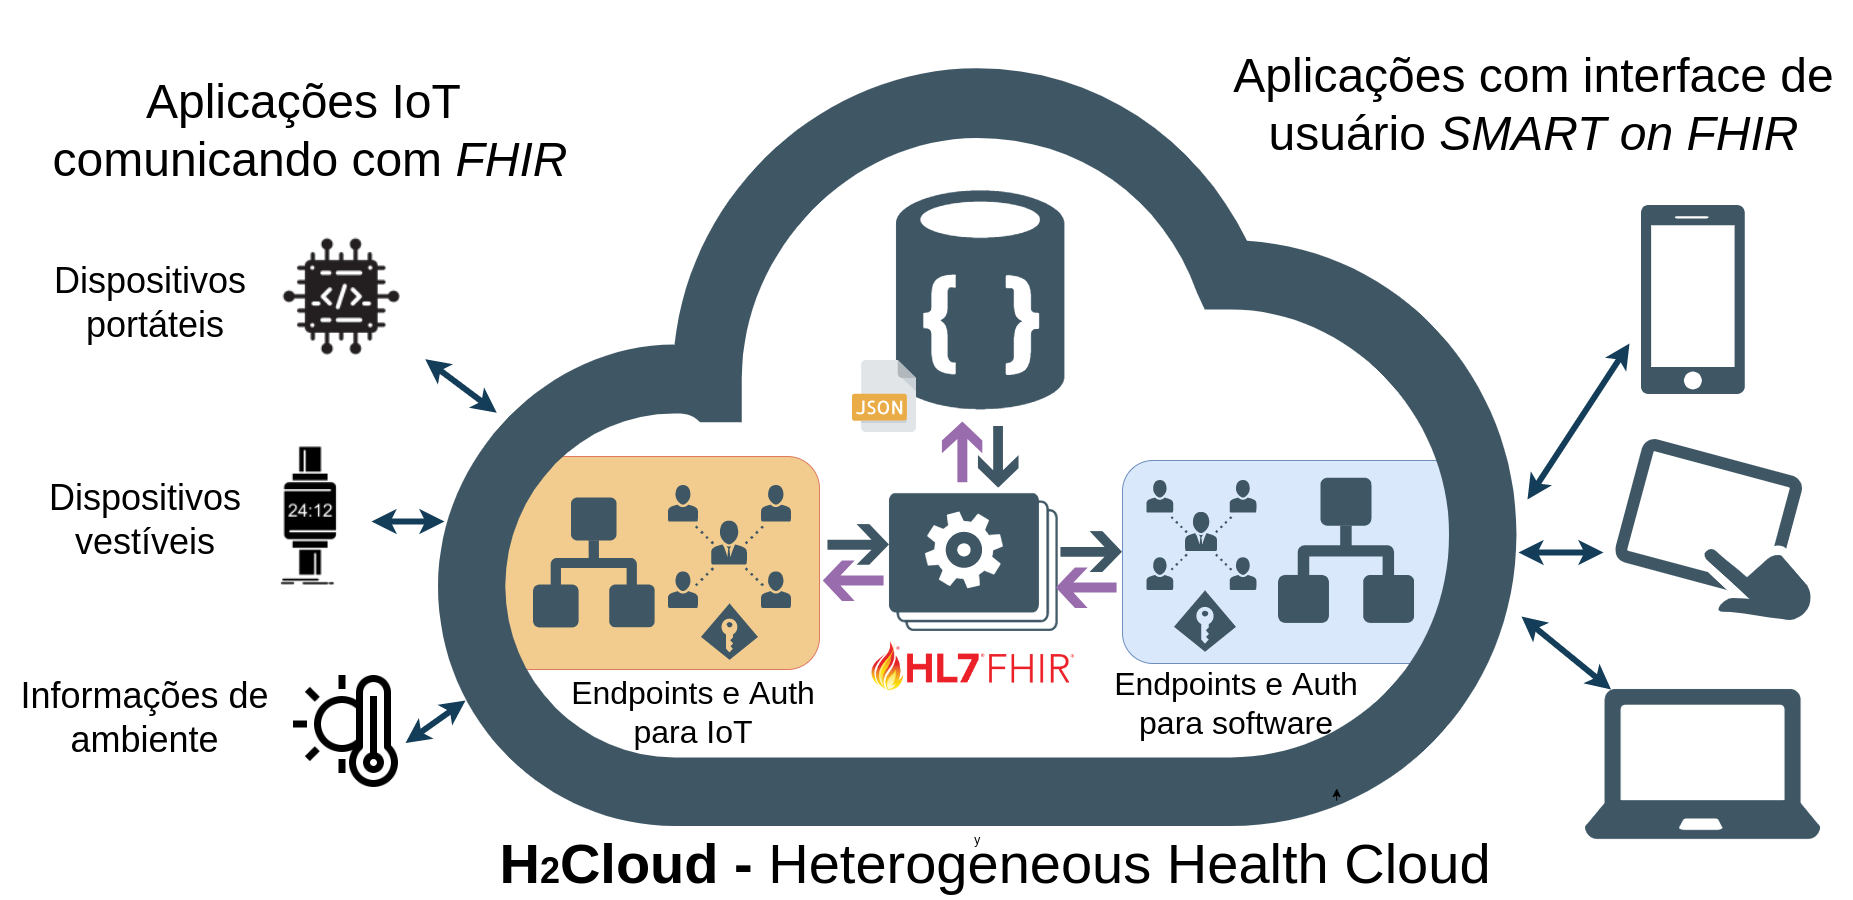 Aplicações IoT
comunicando com FHIR
Aplicações com interface de
usuário SMART on FHIR
Dispositivos
portáteis
</>
{ }
JSON
Dispositivos
vestíveis
24:12
Informações de
ambiente
HL7 FHIR
Endpoints e Auth
para IoT
Endpoints e Auth
para software
y
H2Cloud - Heterogeneous Health Cloud